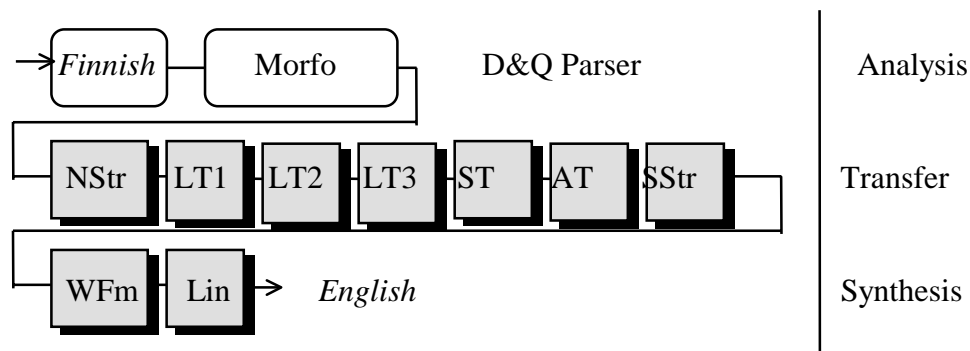 Finnish Morfo D&Q Parser Analysis
NStr LT1 LT2 LT3 ST AT SStr Transfer
WFm Lin English Synthesis